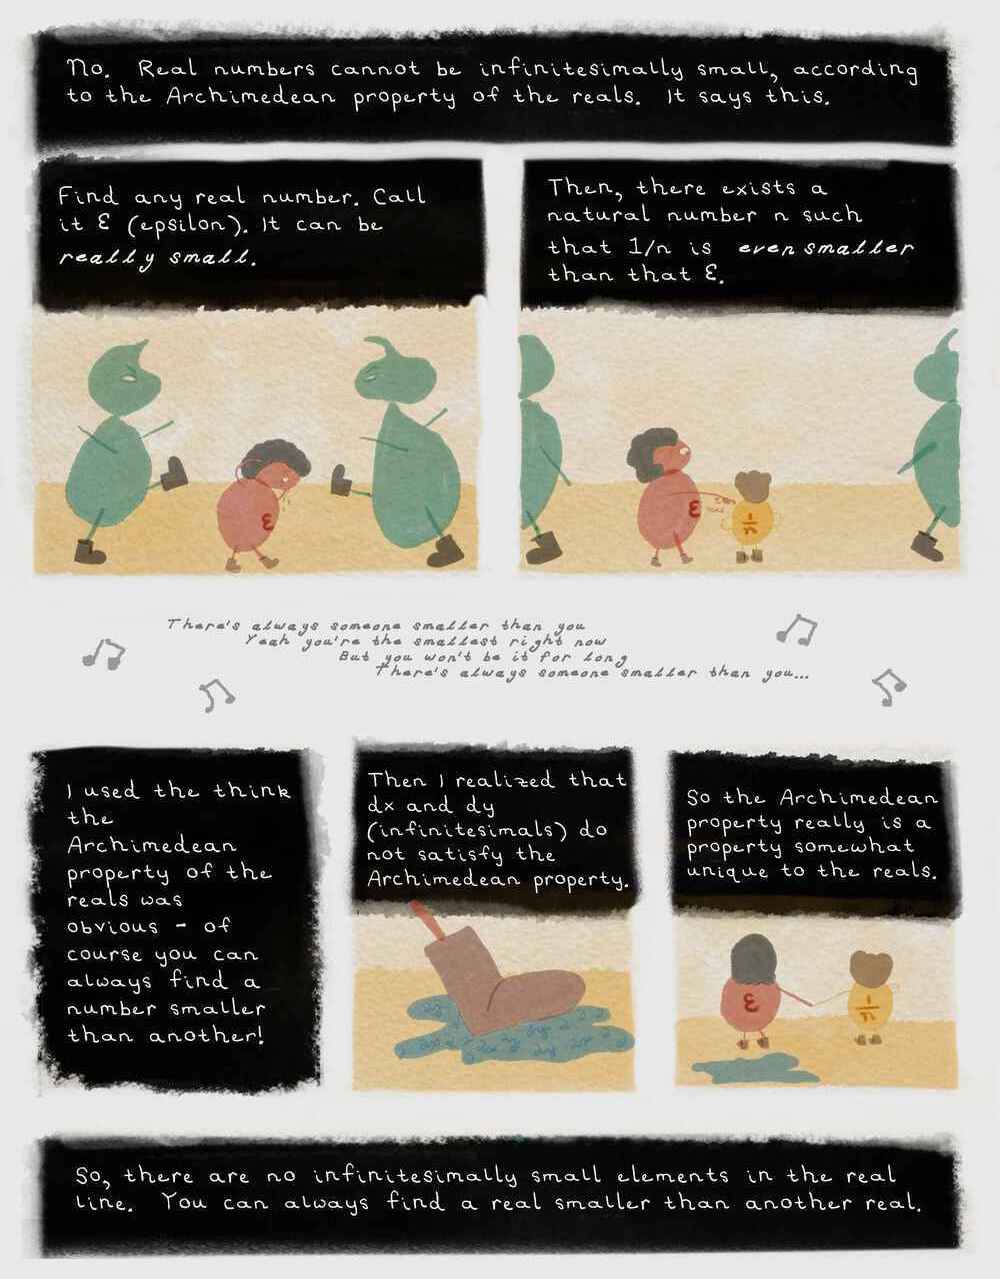 No. Real numbers cannot be infinitesimally small, according
to the Archimedean property of the reals. It says this.
Find any real number. Call
it ε (epsilon). It can be
really small.
Then, there exists a
natural number n such
that 1/n is even smaller
than that ε.
ε
ε
1/n
There's always someone smaller than you
Yeah you're the smallest right now
But you won't be it for long
There's always someone smaller than you...
I used the think
the
Archimedean
property of the
reals was
obvious - of
course you can
always find a
number smaller
than another!
Then I realized that
dx and dy
(infinitesimals) do
not satisfy the
Archimedean property.
So the Archimedean
property really is a
property somewhat
unique to the reals.
ε
1/n
So, there are no infinitesimally small elements in the real
line. You can always find a real smaller than another real.